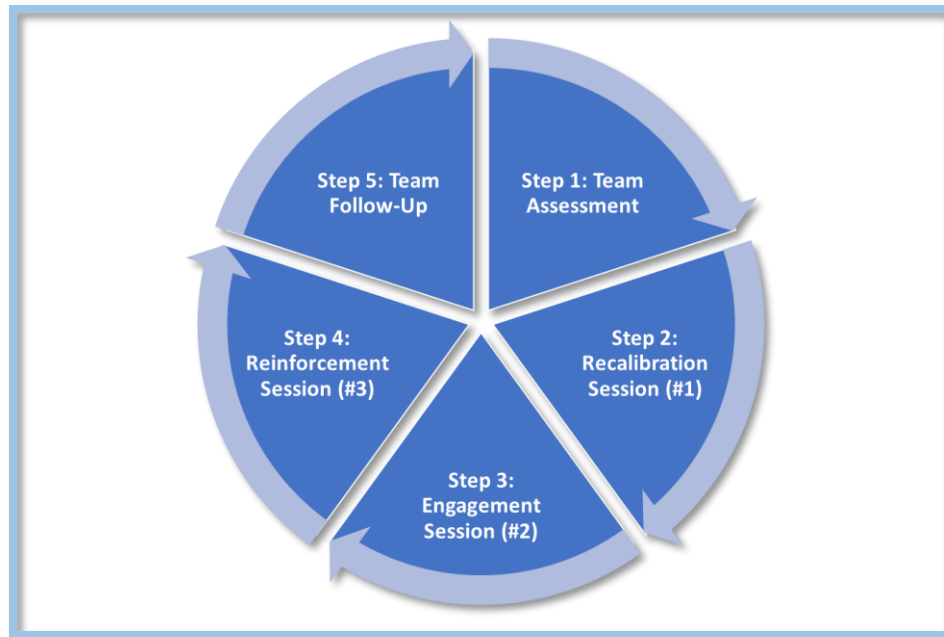 Step 1: Team
Assessment
Step 2:
Recalibration
Session (#1)
Step 3:
Engagement
Session (#2)
Step 4:
Reinforcement
Session (#3)
Step 5: Team
Follow-Up